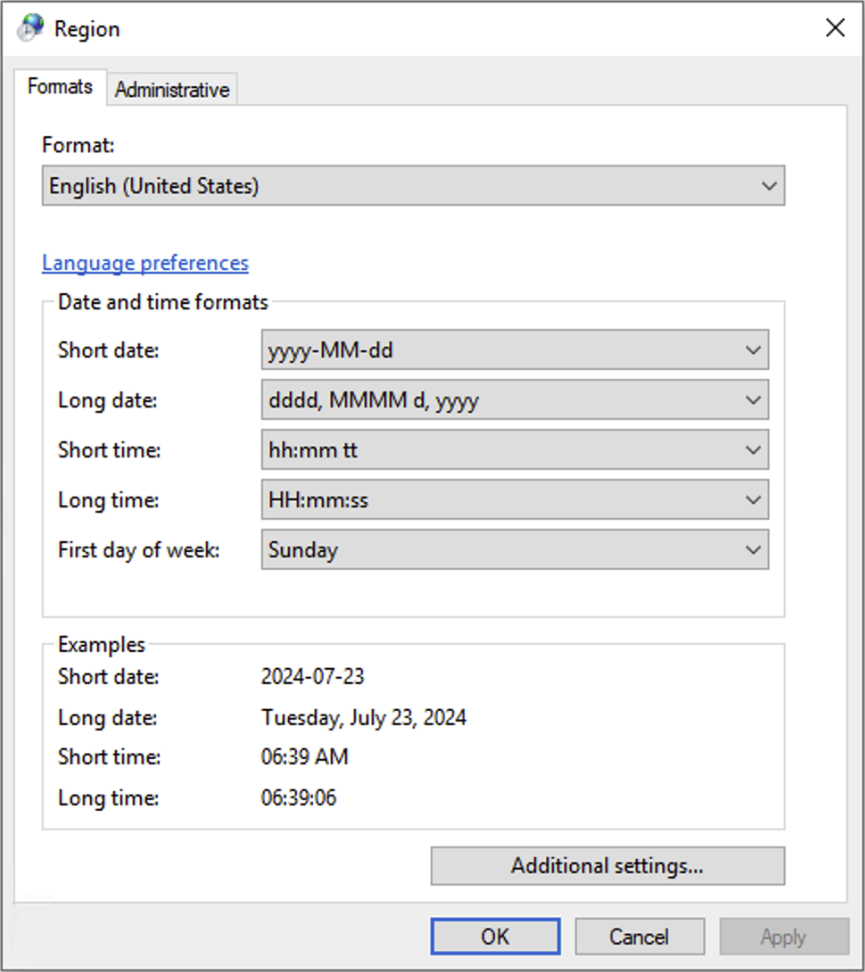 Region
Formats Administrative
Format:
English (United States)
Language preferences
Date and time formats
Short date: yyyy-MM-dd
Long date: dddd, MMMM d, yyyy
Short time: hh:mm tt
Long time: HH:mm:ss
First day of week: Sunday
Examples
Short date: 2024-07-23
Long date: Tuesday, July 23, 2024
Short time: 06:39 AM
Long time: 06:39:06
Additional settings...
OK Cancel Apply